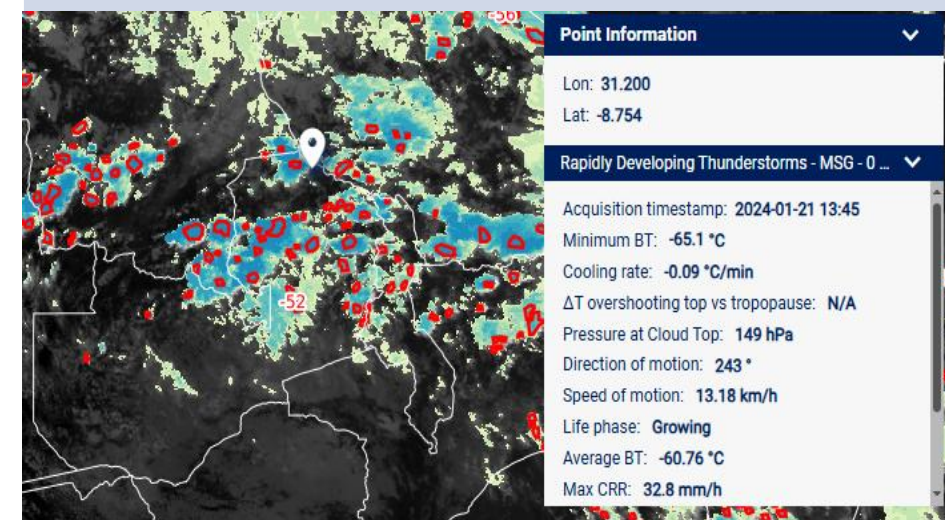 -56
-52
Point Information
Lon: 31.200
Lat: -8.754
Rapidly Developing Thunderstorms - MSG - 0 ...
Acquisition timestamp: 2024-01-21 13:45
Minimum BT: -65.1 °C
Cooling rate: -0.09 °C/min
ΔT overshooting top vs tropopause: N/A
Pressure at Cloud Top: 149 hPa
Direction of motion: 243 °
Speed of motion: 13.18 km/h
Life phase: Growing
Average BT: -60.76 °C
Max CRR: 32.8 mm/h